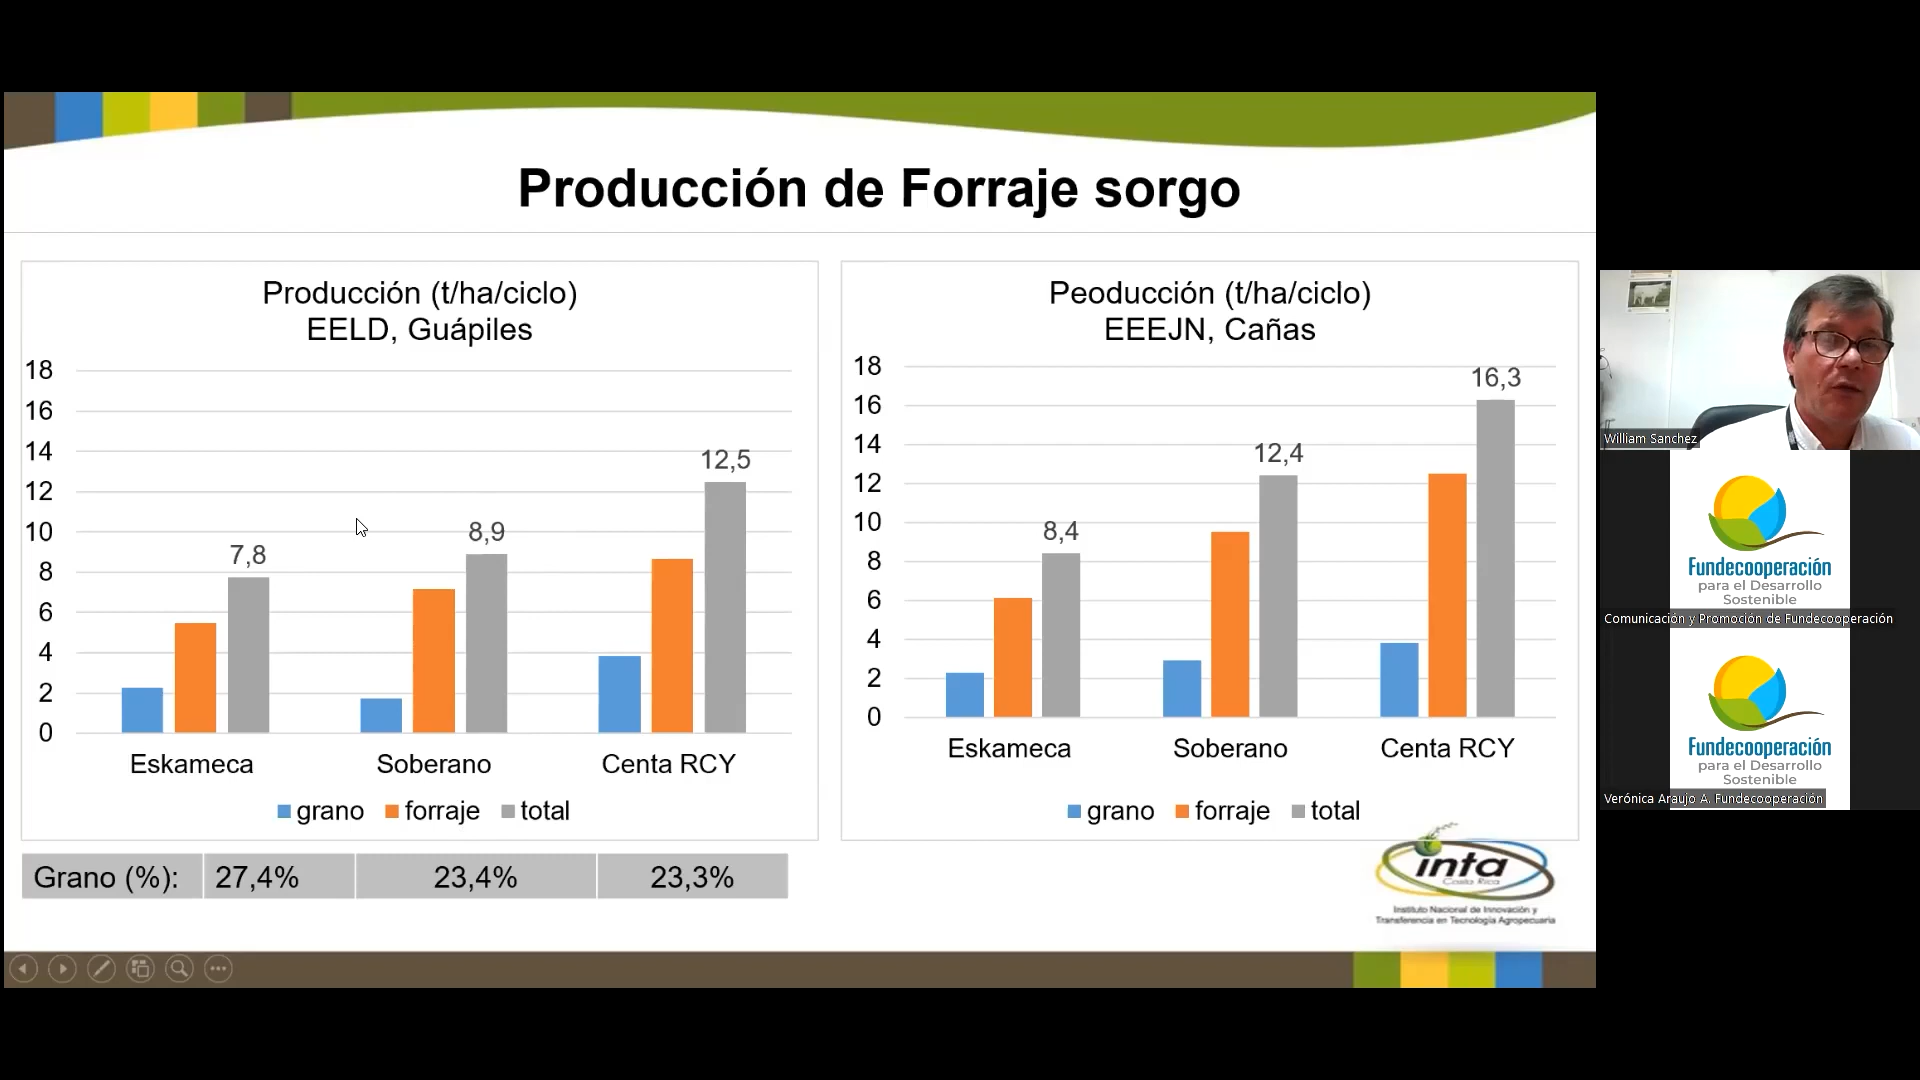 Producción de Forraje sorgo
Producción (t/ha/ciclo)
EELD, Guápiles
18
16
14
12
10
8
6
4
2
0
7,8
8,9
12,5
Eskameca Soberano Centa RCY
grano forraje total
Peoducción (t/ha/ciclo)
EEEJN, Cañas
18
16
14
12
10
8
6
4
2
0
8,4
12,4
16,3
Eskameca Soberano Centa RCY
grano forraje total
Grano (%): 27,4% 23,4% 23,3%
inta
Costa Rica
Instituto Nacional de Innovación y
Transferencia en Tecnología Agropecuaria
William Sanchez
Fundecooperación
para el Desarrollo
Sostenible
Comunicación y Promoción de Fundecooperación
Fundecooperación
para el Desarrollo
Sostenible
Verónica Araujo A. Fundecooperación